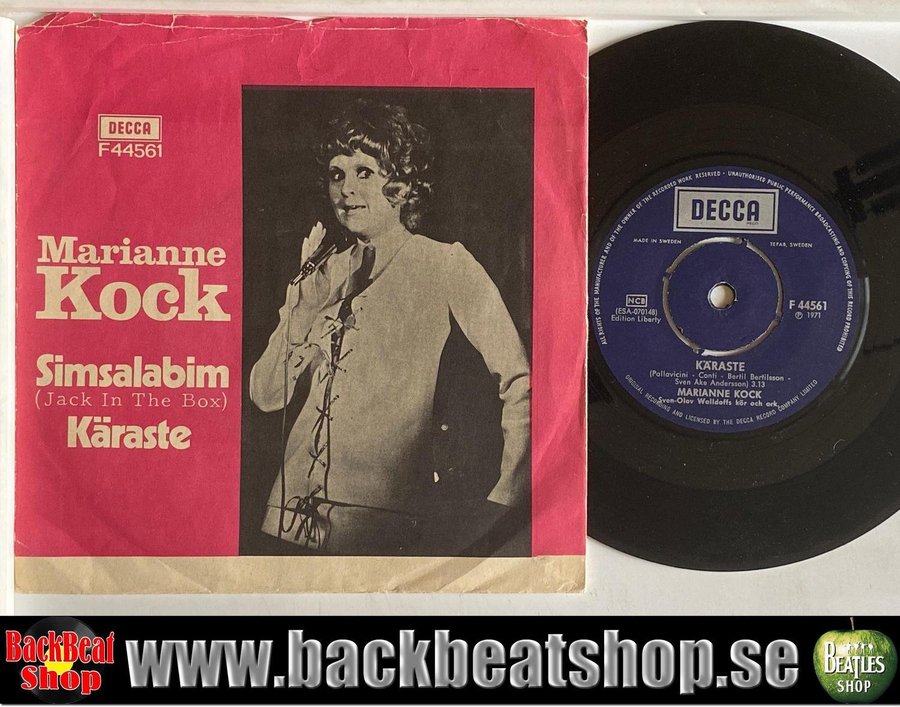 DECCA
F44561
Marianne
Kock
Simsalabim
(Jack In The Box)
Käraste
ALL RIGHTS OF THE MANUFACTURER AND OF THE OWNER OF THE RECORDED WORK RESERVED · UNAUTHORISED PUBLIC PERFORMANCE BROADCASTING AND COPYING OF THIS RECORD PROHIBITED
DECCA
MADE IN SWEDEN
TEFAB, SWEDEN
NCB
(ESA-070148)
Edition Liberty
F 44561
℗ 1971
KÄRASTE
(Pallavicini - Conti - Bertil Bertilsson -
Sven Åke Andersson) 3.13
MARIANNE KOCK
Sven-Olov Walldoffs kör och ork.
ORIGINAL RECORDING AND LICENSED BY THE DECCA RECORD COMPANY LIMITED
BackBeat
Shop
www.backbeatshop.se
BEATLES
SHOP